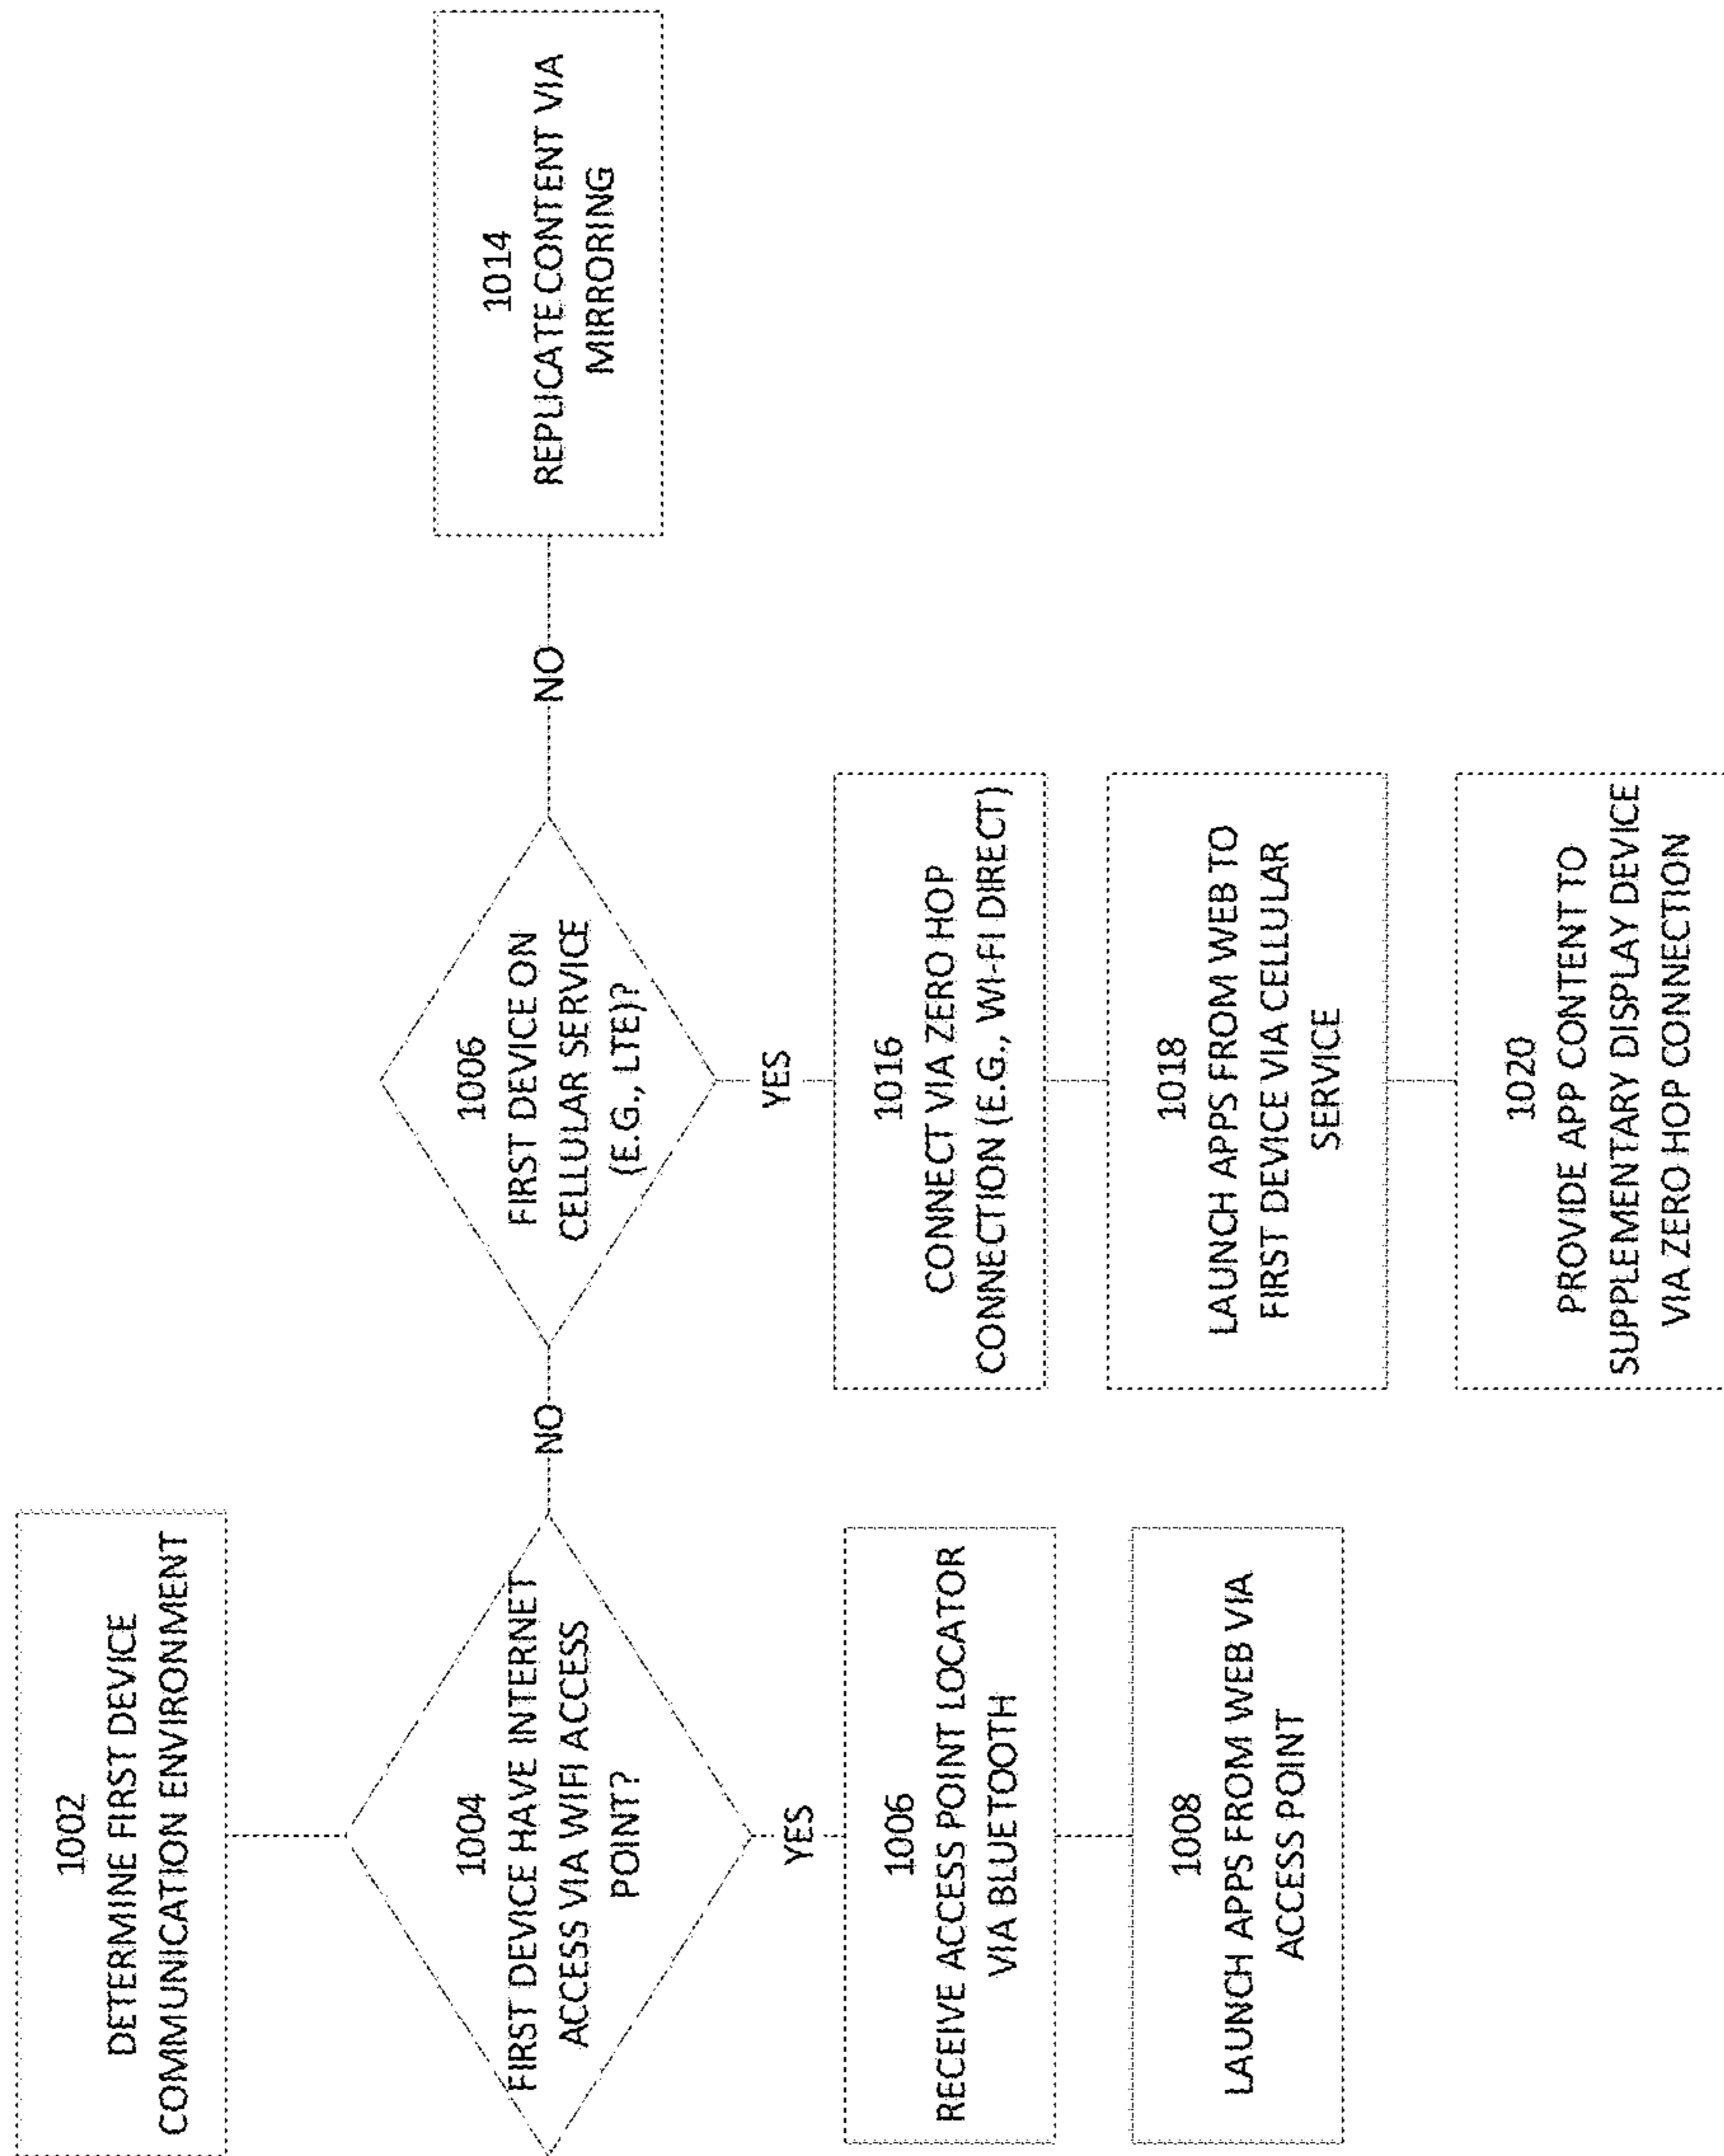 1002
DETERMINE FIRST DEVICE
COMMUNICATION ENVIRONMENT
1004
FIRST DEVICE HAVE INTERNET
ACCESS VIA WIFI ACCESS
POINT?
YES
1006
RECEIVE ACCESS POINT LOCATOR
VIA BLUETOOTH
1008
LAUNCH APPS FROM WEB VIA
ACCESS POINT
NO
1006
FIRST DEVICE ON
CELLULAR SERVICE
(E.G., LTE)?
YES
1016
CONNECT VIA ZERO HOP
CONNECTION (E.G., WI-FI DIRECT)
1018
LAUNCH APPS FROM WEB TO
FIRST DEVICE VIA CELLULAR
SERVICE
1020
PROVIDE APP CONTENT TO
SUPPLEMENTARY DISPLAY DEVICE
VIA ZERO HOP CONNECTION
NO
1014
REPLICATE CONTENT VIA
MIRRORING